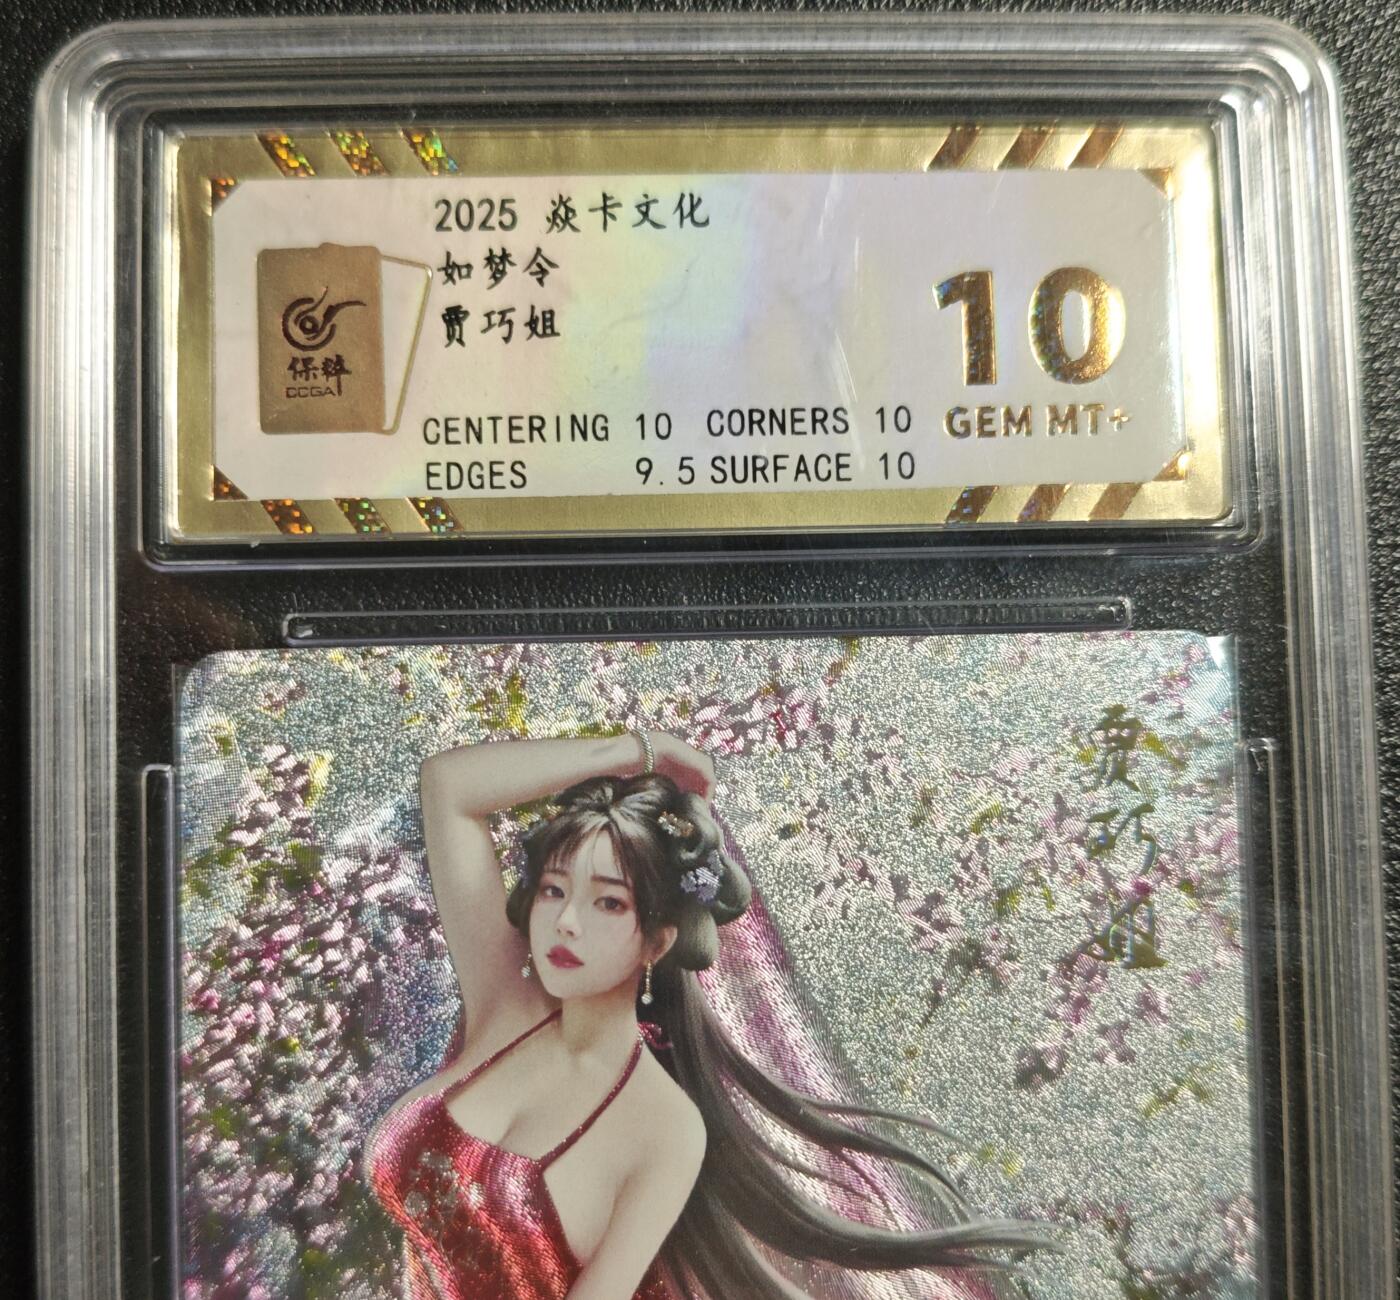 2025 焱卡文化
如梦令
贾巧姐
保粹
CCGA
CENTERING 10 CORNERS 10
EDGES 9.5 SURFACE 10
10
GEM MT+
贾巧姐